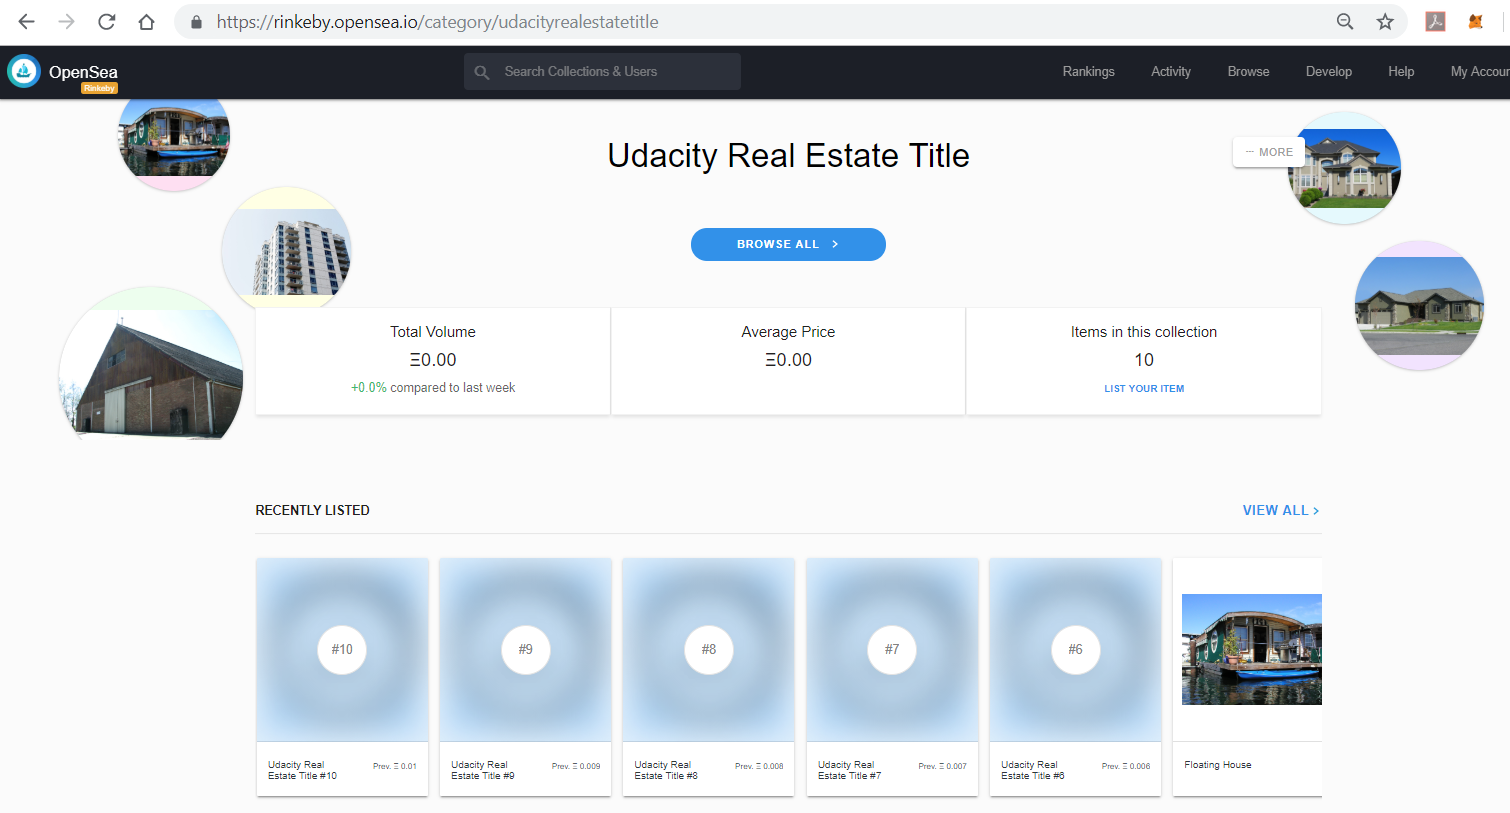 https://rinkeby.opensea.io/category/udacityrealestatetitle
OpenSea
Rinkeby
Search Collections & Users
Rankings
Activity
Browse
Develop
Help
My Accour
Udacity Real Estate Title
··· MORE
BROWSE ALL >
Total Volume
Ξ0.00
+0.0% compared to last week
Average Price
Ξ0.00
Items in this collection
10
LIST YOUR ITEM
RECENTLY LISTED
VIEW ALL >
#10
#9
#8
#7
#6
Udacity Real
Estate Title #10
Prev. Ξ 0.01
Udacity Real
Estate Title #9
Prev. Ξ 0.009
Udacity Real
Estate Title #8
Prev. Ξ 0.008
Udacity Real
Estate Title #7
Prev. Ξ 0.007
Udacity Real
Estate Title #6
Prev. Ξ 0.006
Floating House